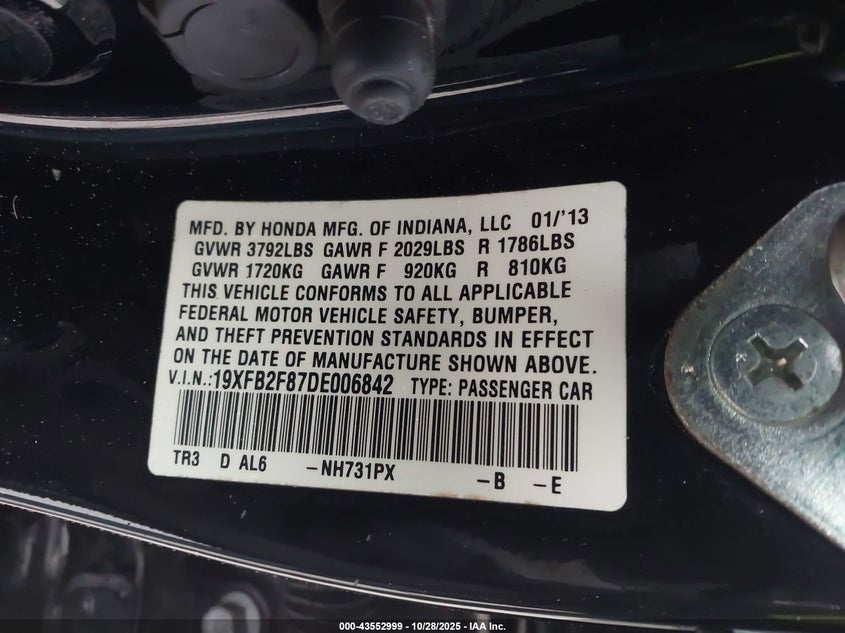 MFD. BY HONDA MFG. OF INDIANA, LLC 01/'13
GVWR 3792LBS GAWR F 2029LBS R 1786LBS
GVWR 1720KG GAWR F 920KG R 810KG
THIS VEHICLE CONFORMS TO ALL APPLICABLE
FEDERAL MOTOR VEHICLE SAFETY, BUMPER,
AND THEFT PREVENTION STANDARDS IN EFFECT
ON THE DATE OF MANUFACTURE SHOWN ABOVE.
V.I.N.:19XFB2F87DE006842 TYPE: PASSENGER CAR
TR3 D AL6 -NH731PX -B -E
000-43552999 - 10/28/2025 - IAA Inc.